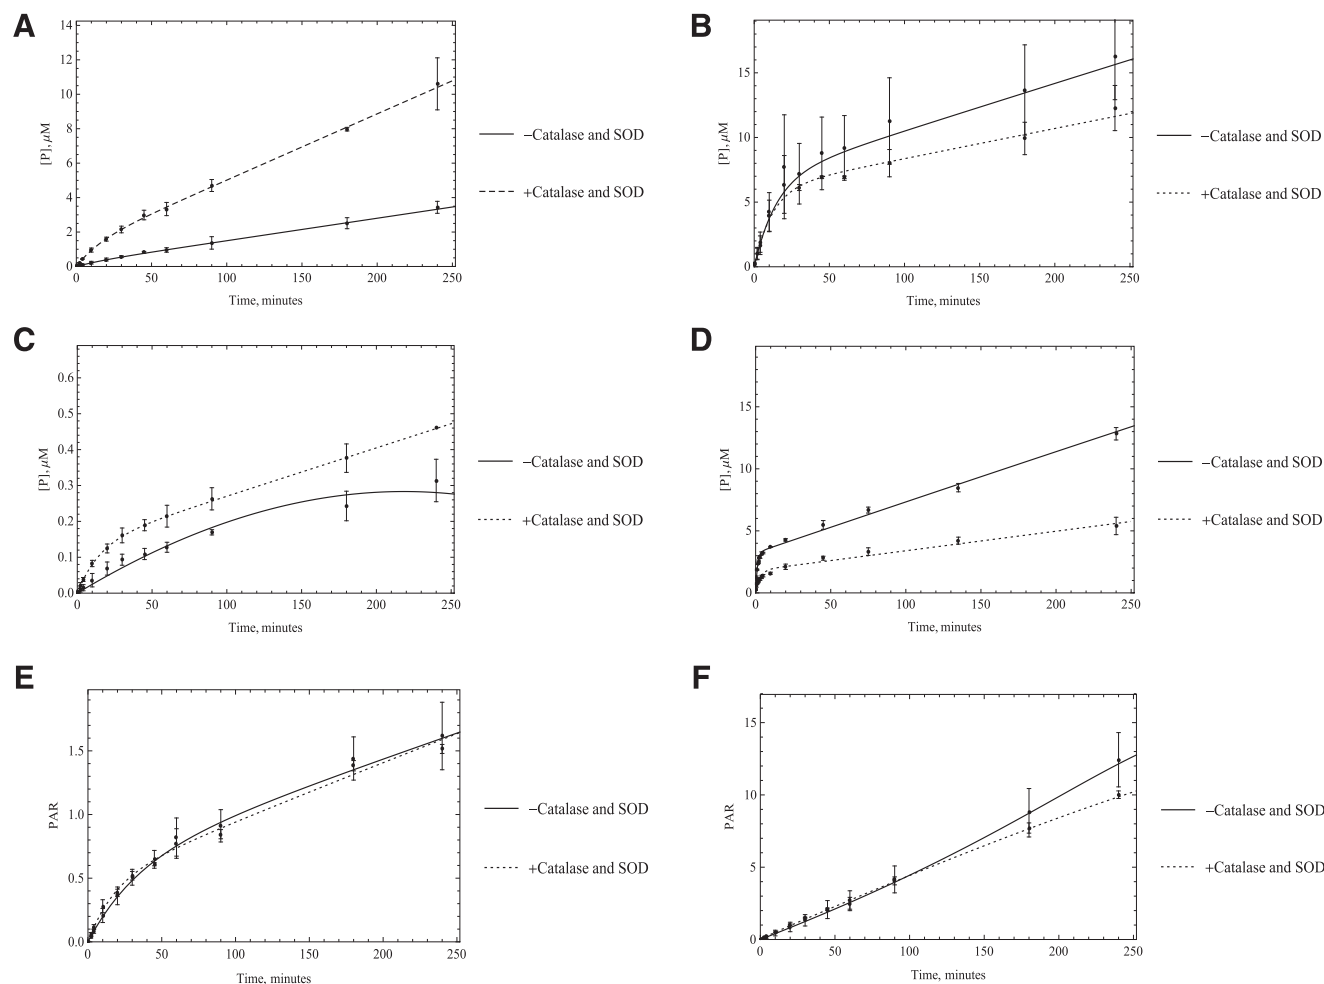 A
14
12
10
8
6
4
2
0
[P], μM
0 50 100 150 200 250
Time, minutes
−Catalase and SOD
+Catalase and SOD
B
15
10
5
0
[P], μM
0 50 100 150 200 250
Time, minutes
−Catalase and SOD
+Catalase and SOD
C
0.6
0.5
0.4
0.3
0.2
0.1
0.0
[P], μM
0 50 100 150 200 250
Time, minutes
−Catalase and SOD
+Catalase and SOD
D
15
10
5
0
[P], μM
0 50 100 150 200 250
Time, minutes
−Catalase and SOD
+Catalase and SOD
E
1.5
1.0
0.5
0.0
PAR
0 50 100 150 200 250
Time, minutes
−Catalase and SOD
+Catalase and SOD
F
15
10
5
0
PAR
0 50 100 150 200 250
Time, minutes
−Catalase and SOD
+Catalase and SOD